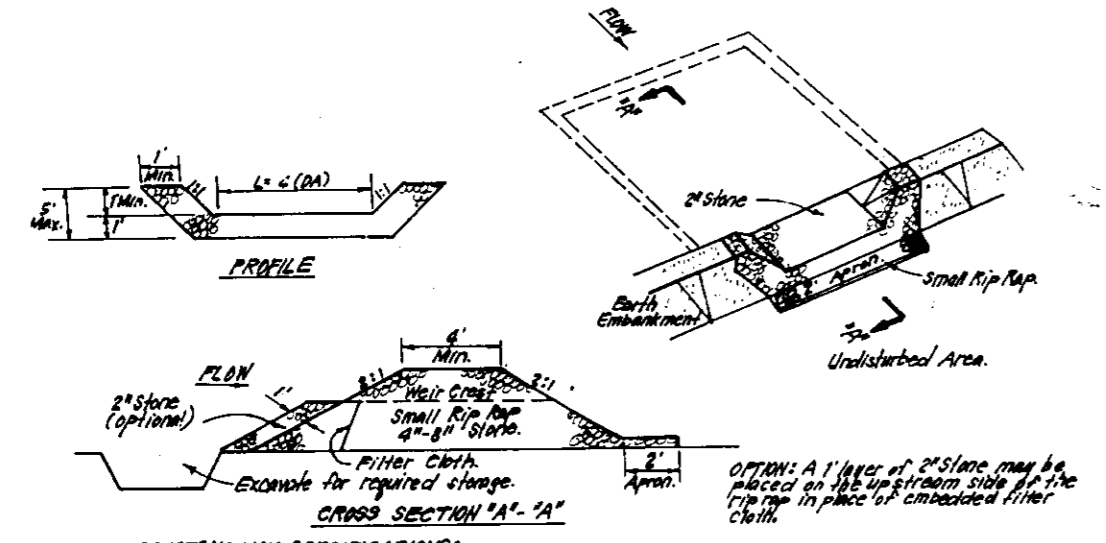 FLOW
"A"
1'
Min.
1:1
L= 4 (DA)
1:1
5'
MAX.
1'Min.
1'
PROFILE
2" Stone
Apron.
Small Rip Rap.
Earth
Embankment
"A"
Undisturbed Area.
4'
Min.
FLOW
1'
2:1
2:1
Weir Crest
2" Stone
(optional)
Small Rip Rap
4"-8" Stone.
Filter Cloth.
Excavate for required storage.
2'
Apron.
CROSS SECTION "A"-"A"
OPTION: A 1' layer of 2" Stone may be
placed on the upstream side of the
riprap in place of embedded filter
cloth.